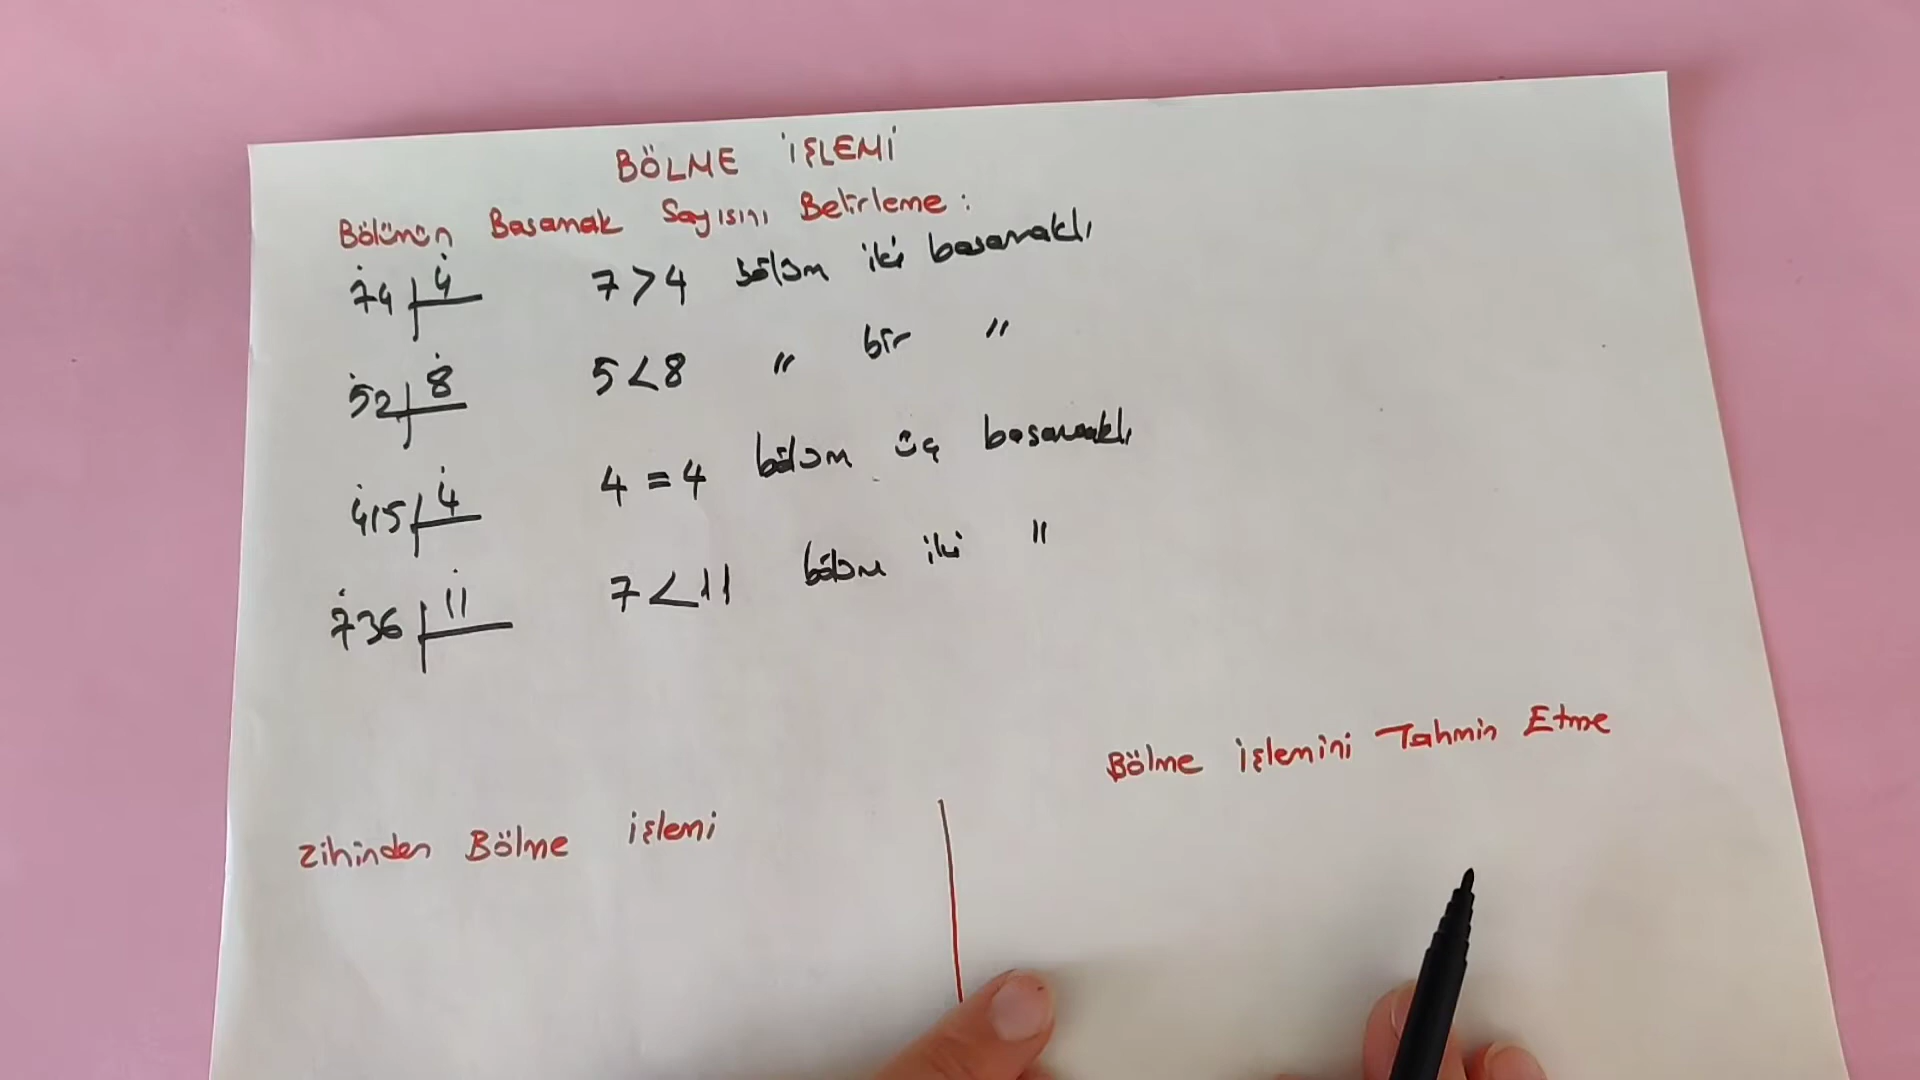 BÖLME İŞLEMİ
Bölümün Basamak Sayısını Belirleme:
74 4 7>4 bölüm iki basamaklı
52 8 5<8 " bir "
415 4 4=4 bölüm üç basamaklı
736 11 7<11 bölüm iki "
Bölme işlemini Tahmin Etme
Zihinden Bölme işlemi